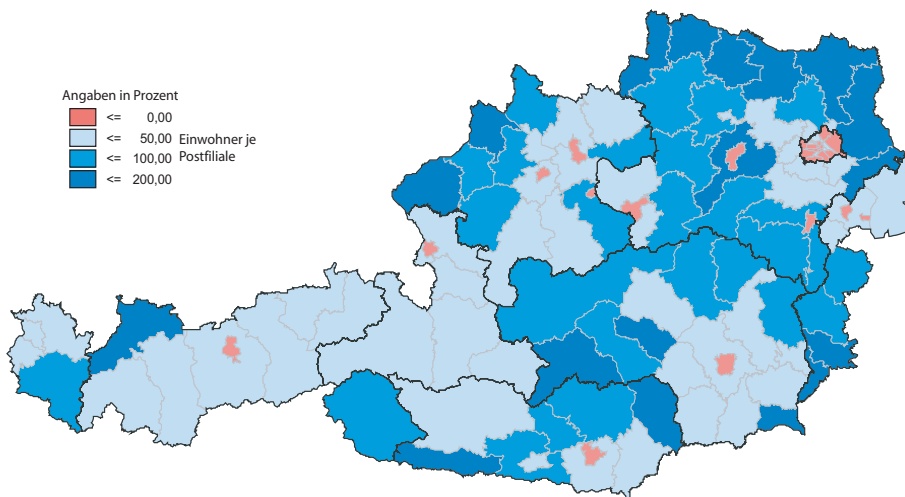 Angaben in Prozent
<= 0,00
<= 50,00 Einwohner je
<= 100,00 Postfiliale
<= 200,00